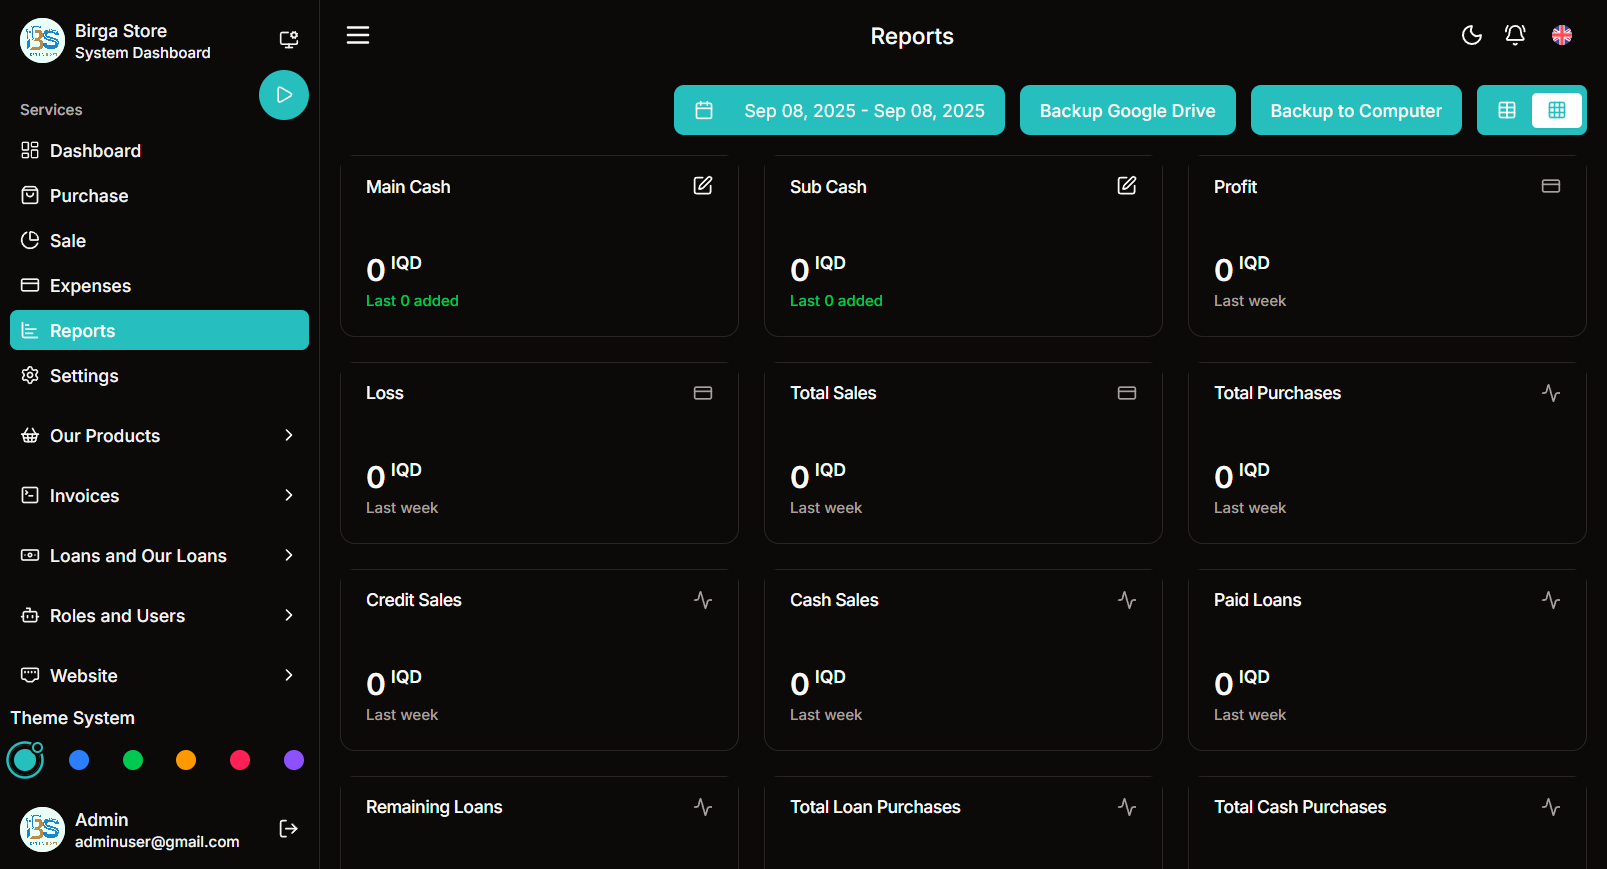 Birga Store
System Dashboard
Services
Dashboard
Purchase
Sale
Expenses
Reports
Settings
Our Products
Invoices
Loans and Our Loans
Roles and Users
Website
Theme System
Admin
adminuser@gmail.com
Reports
Sep 08, 2025 - Sep 08, 2025
Backup Google Drive
Backup to Computer
Main Cash
0 IQD
Last 0 added
Sub Cash
0 IQD
Last 0 added
Profit
0 IQD
Last week
Loss
0 IQD
Last week
Total Sales
0 IQD
Last week
Total Purchases
0 IQD
Last week
Credit Sales
0 IQD
Last week
Cash Sales
0 IQD
Last week
Paid Loans
0 IQD
Last week
Remaining Loans
Total Loan Purchases
Total Cash Purchases